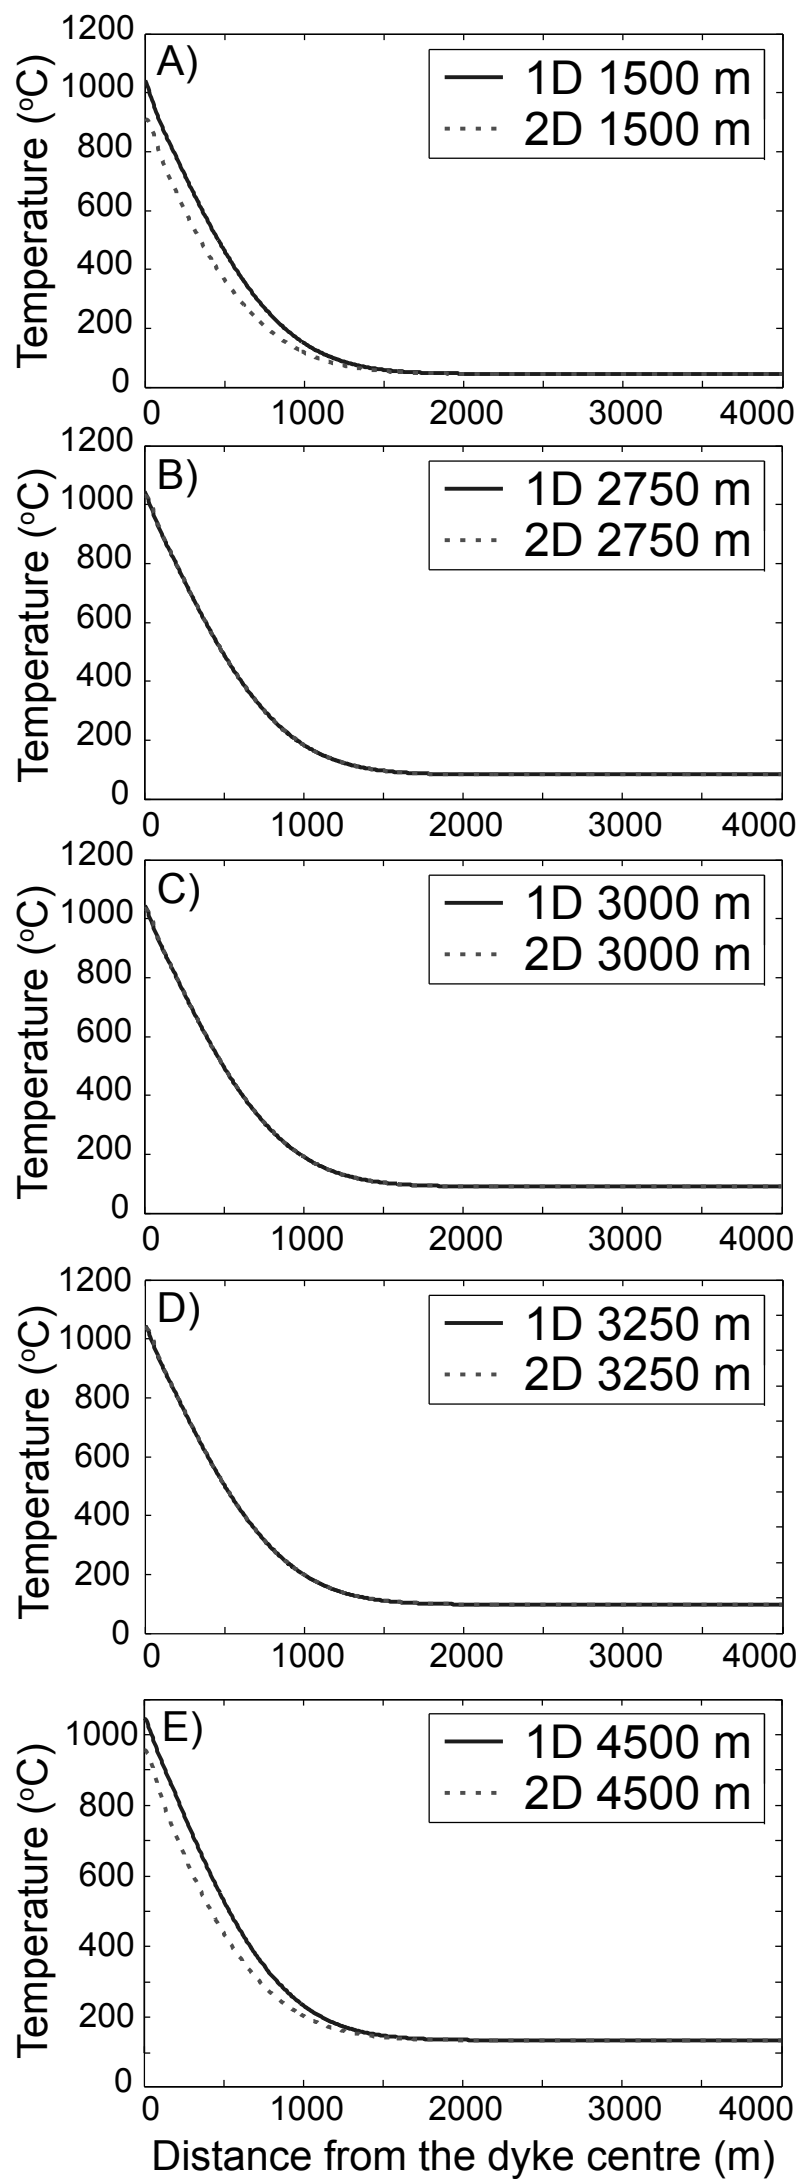 A)
1D 1500 m
2D 1500 m
Temperature (°C)
1200
1000
800
600
400
200
0
0 1000 2000 3000 4000
B)
1D 2750 m
2D 2750 m
Temperature (°C)
1200
1000
800
600
400
200
0
0 1000 2000 3000 4000
C)
1D 3000 m
2D 3000 m
Temperature (°C)
1200
1000
800
600
400
200
0
0 1000 2000 3000 4000
D)
1D 3250 m
2D 3250 m
Temperature (°C)
1200
1000
800
600
400
200
0
0 1000 2000 3000 4000
E)
1D 4500 m
2D 4500 m
Temperature (°C)
1000
800
600
400
200
0
0 1000 2000 3000 4000
Distance from the dyke centre (m)